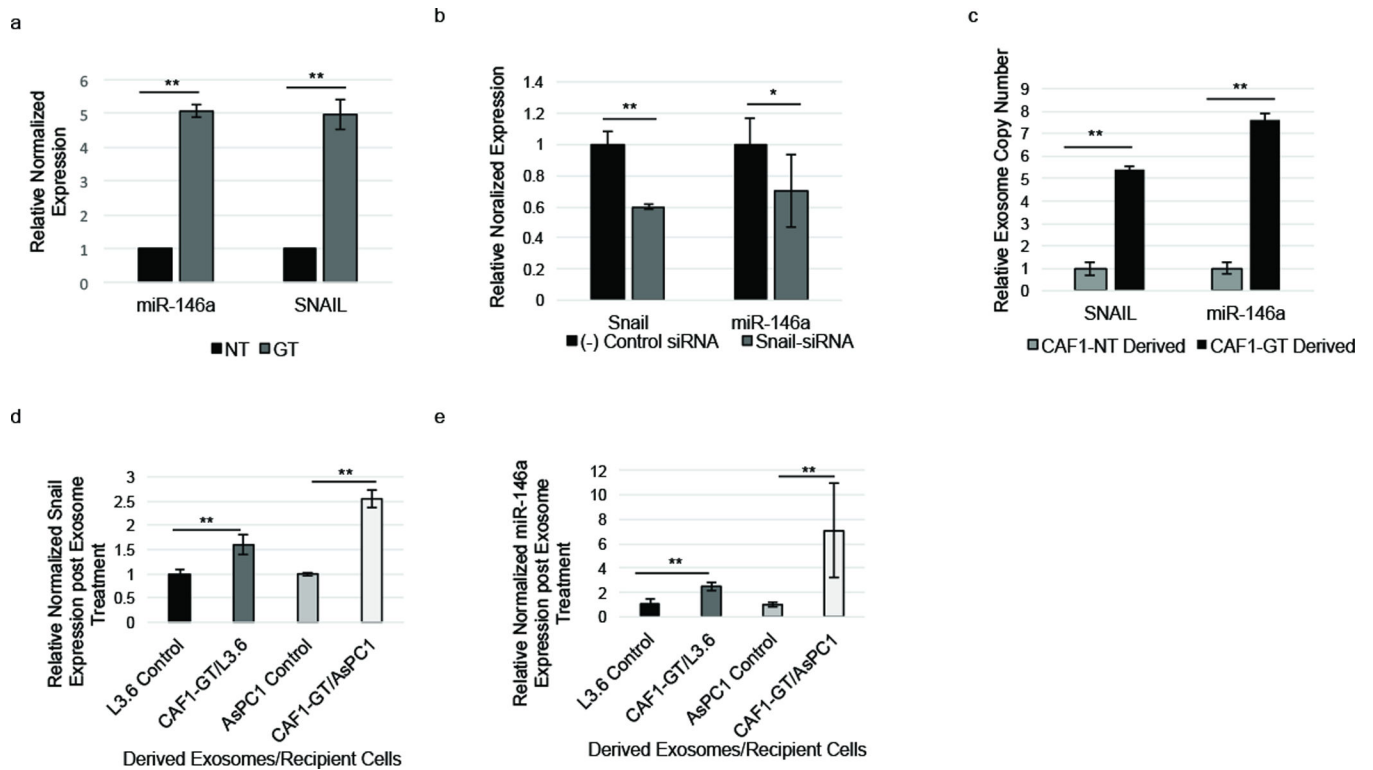 a
Relative Normalized
Expression
6
5
4
3
2
1
0
**
**
miR-146a
SNAIL
NT GT
b
Relative Noralized Expression
1.4
1.2
1
0.8
0.6
0.4
0.2
0
**
*
Snail
miR-146a
(-) Control siRNA Snail-siRNA
c
Relative Exosome Copy Number
9
8
7
6
5
4
3
2
1
0
**
**
SNAIL
miR-146a
CAF1-NT Derived CAF1-GT Derived
d
Relative Normalized Snail
Expression post Exosome
Treatment
3
2.5
2
1.5
1
0.5
0
**
**
L3.6 Control
CAF1-GT/L3.6
AsPC1 Control
CAF1-GT/AsPC1
Derived Exosomes/Recipient Cells
e
Relative Normalized miR-146a
Expression post Exosome
Treatment
12
10
8
6
4
2
0
**
**
L3.6 Control
CAF1-GT/L3.6
AsPC1 Control
CAF1-GT/AsPC1
Derived Exosomes/Recipient Cells